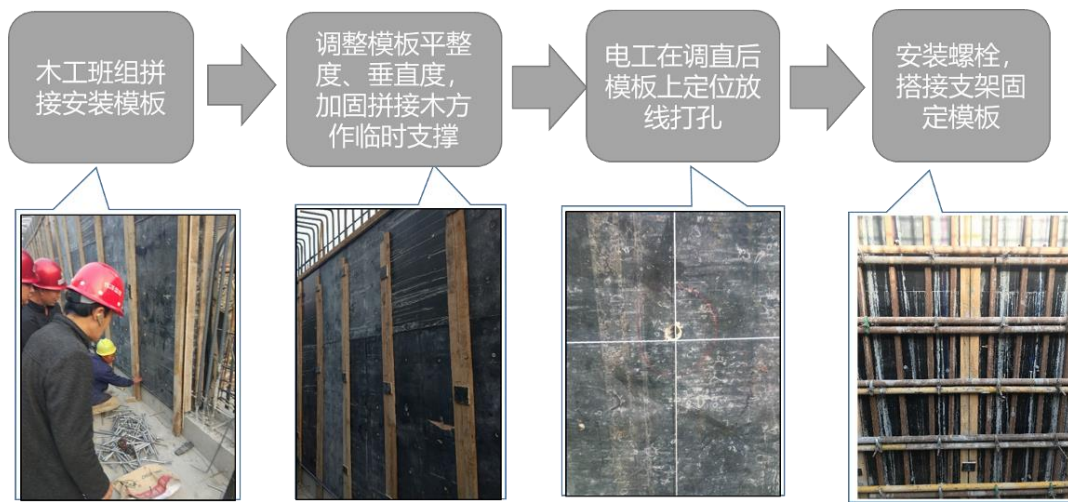 木工班组拼
接安装模板
调整模板平整
度、垂直度，
加固拼接木方
作临时支撑
电工在调直后
模板上定位放
线打孔
安装螺栓，
搭接支架固
定模板